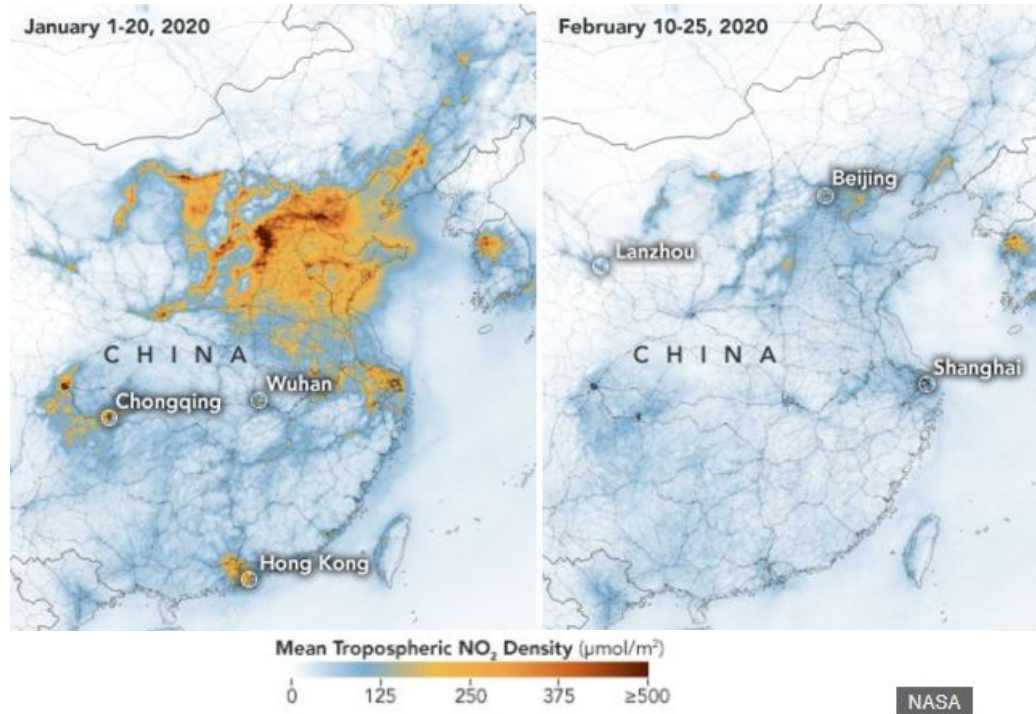 January 1-20, 2020
CHINA
Wuhan
Chongqing
Hong Kong
February 10-25, 2020
Beijing
Lanzhou
CHINA
Shanghai
Mean Tropospheric NO₂ Density (μmol/m²)
0 125 250 375 ≥500
NASA